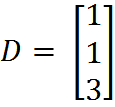 D = [1
1
3]